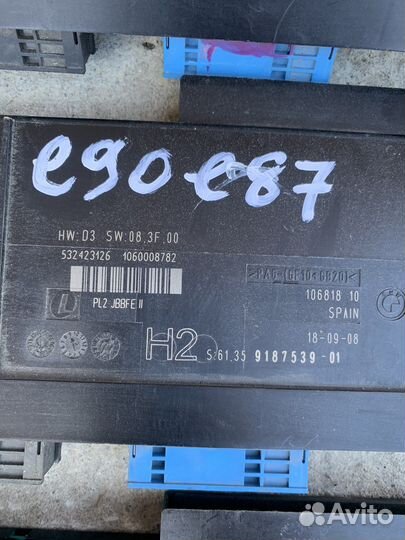 e90-e87
HW:D3 SW:08.3F.00
532423126 1060008782
>PA6-(GF10+GB20)<
106818 10
SPAIN
PL2 JBBFE II
18-09-08
H2 S:61.35 9187539-01
Avito